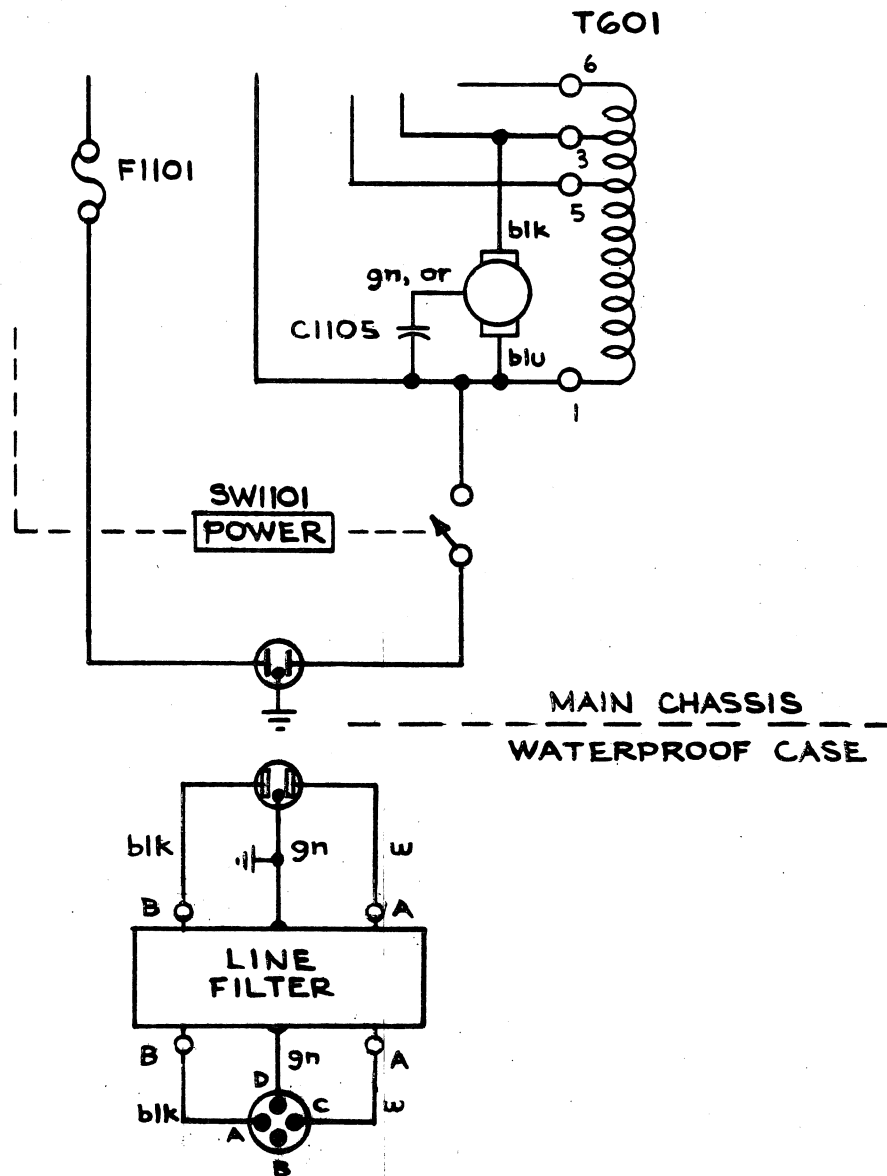 T601
6
F1101
3
5
blk
gn, or
C1105
blu
1
SW1101
POWER
MAIN CHASSIS
WATERPROOF CASE
blk
gn
w
B
A
LINE
FILTER
B
gn
A
D
C
blk
w
A
B